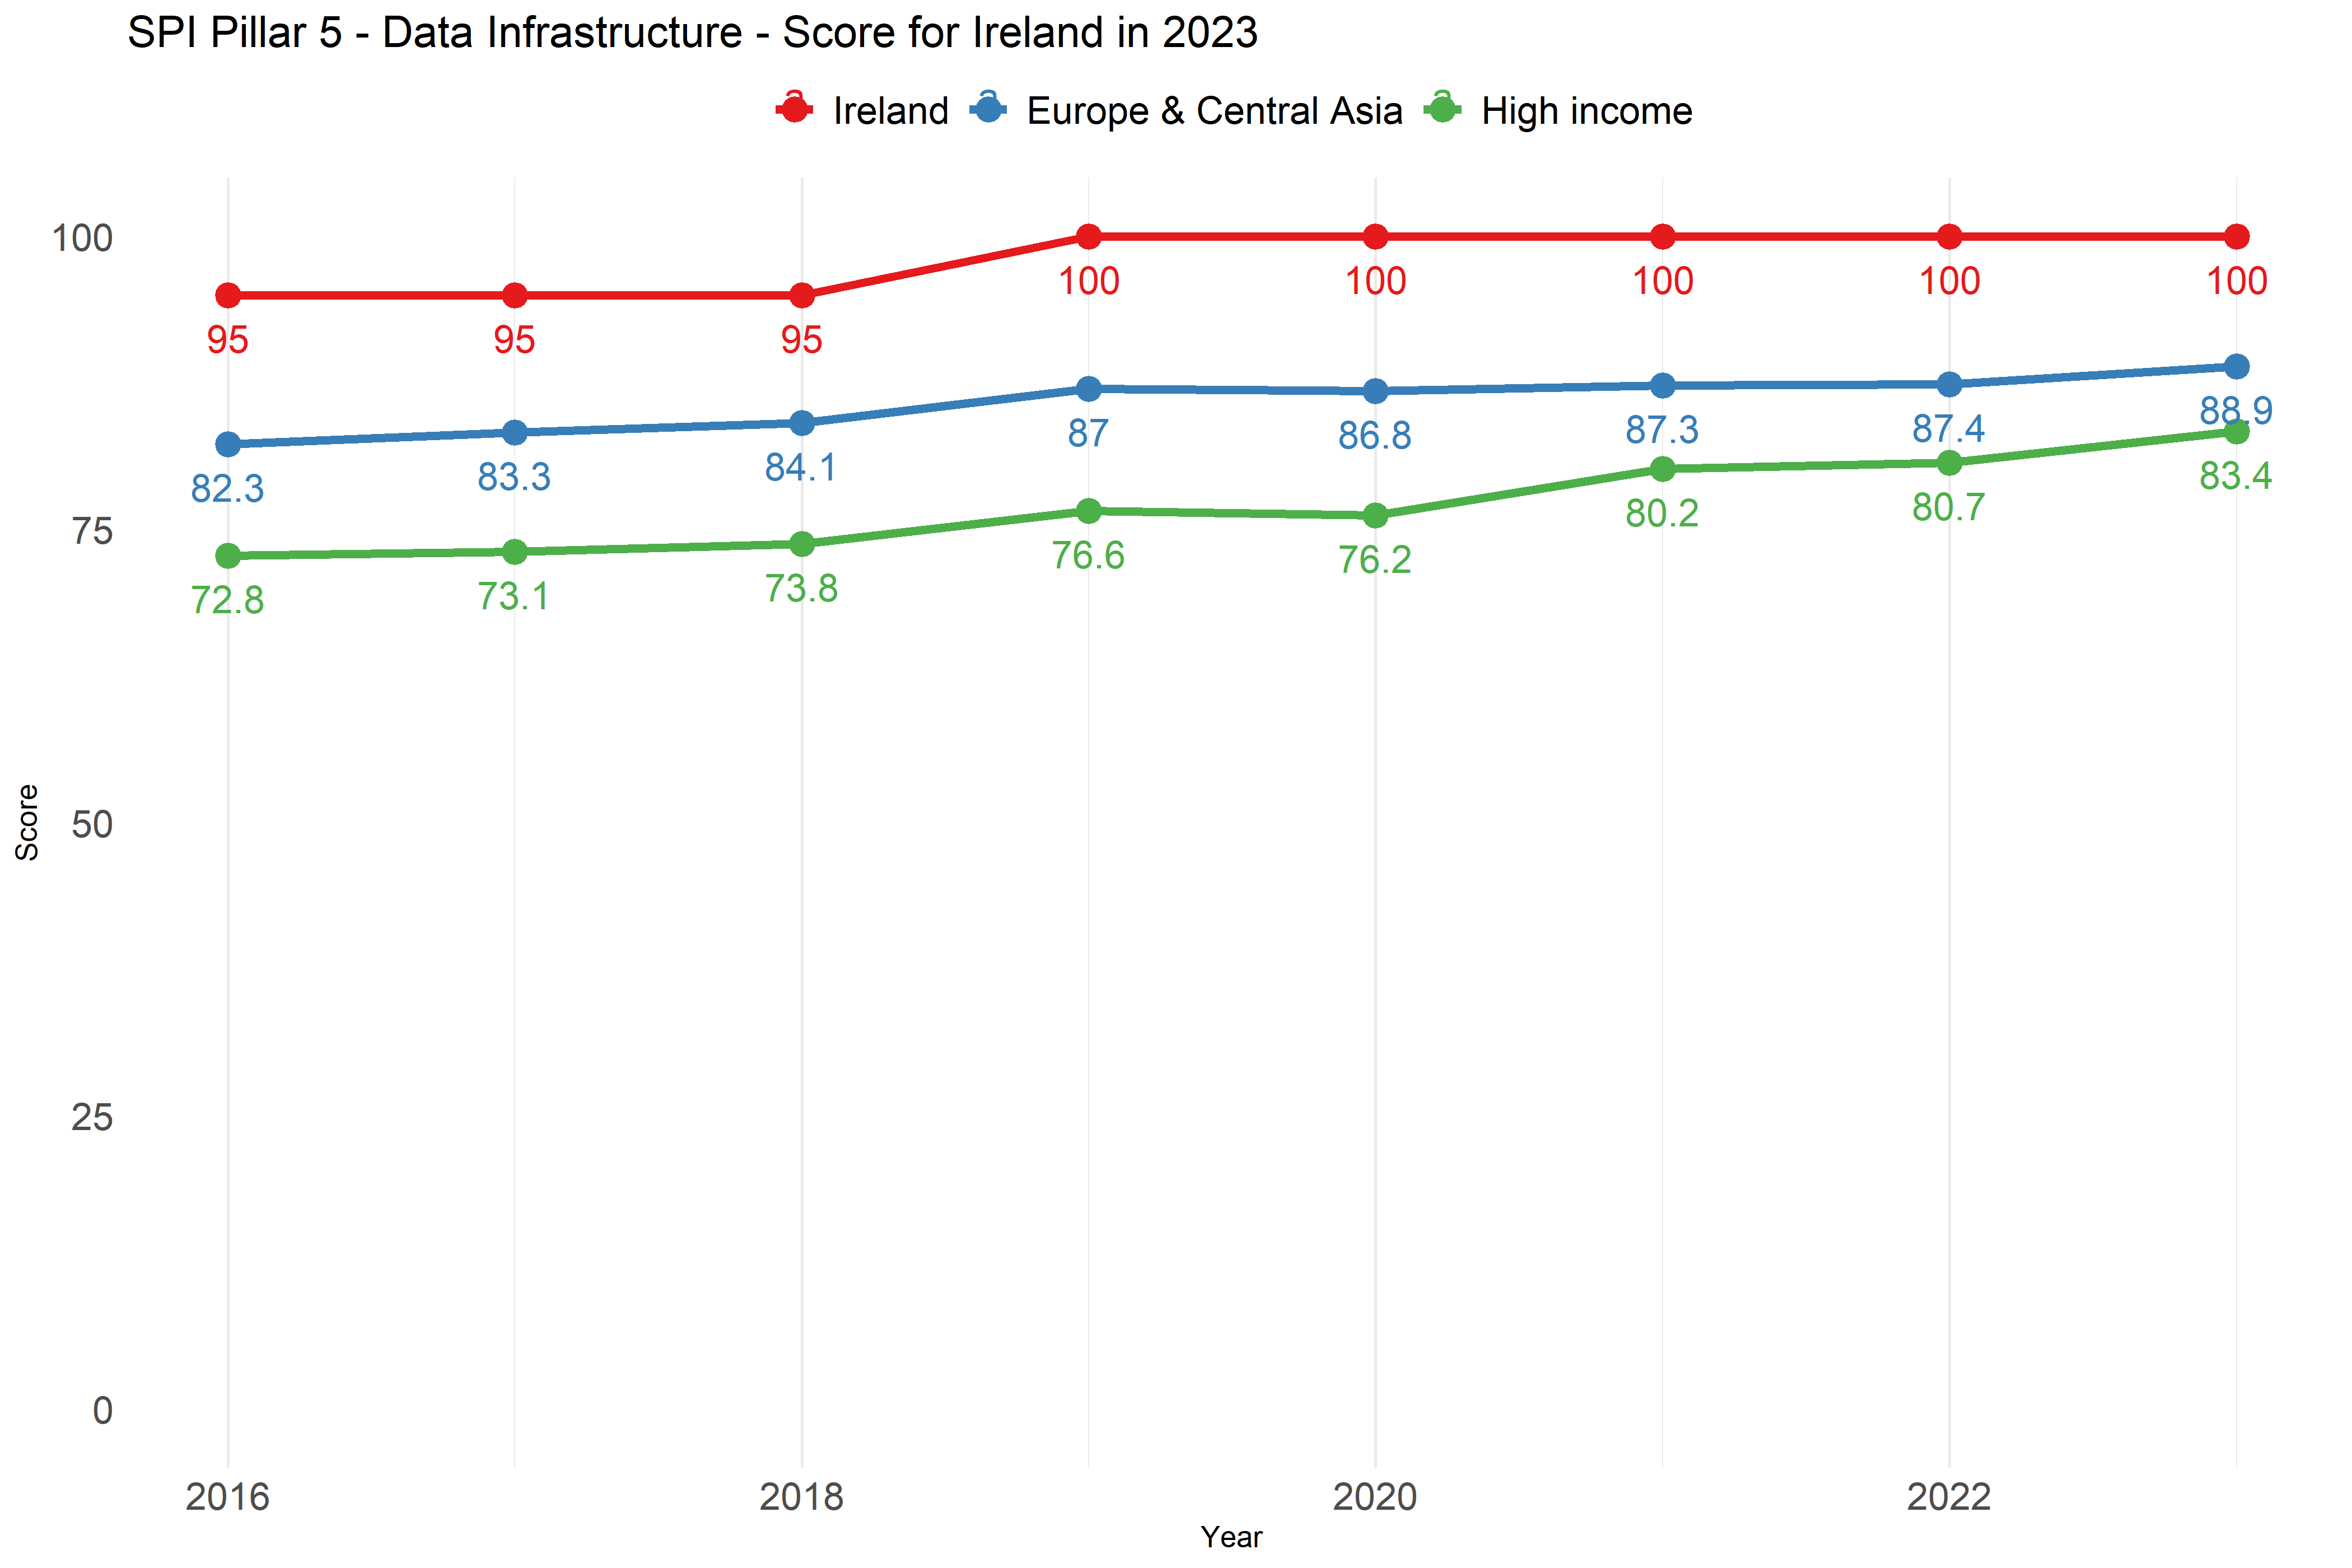 SPI Pillar 5 - Data Infrastructure - Score for Ireland in 2023
Ireland Europe & Central Asia High income
100
75
50
25
0
Score
95 95 95 100 100 100 100 100
82.3 83.3 84.1 87 86.8 87.3 87.4 88.9
72.8 73.1 73.8 76.6 76.2 80.2 80.7 83.4
2016 2018 2020 2022
Year